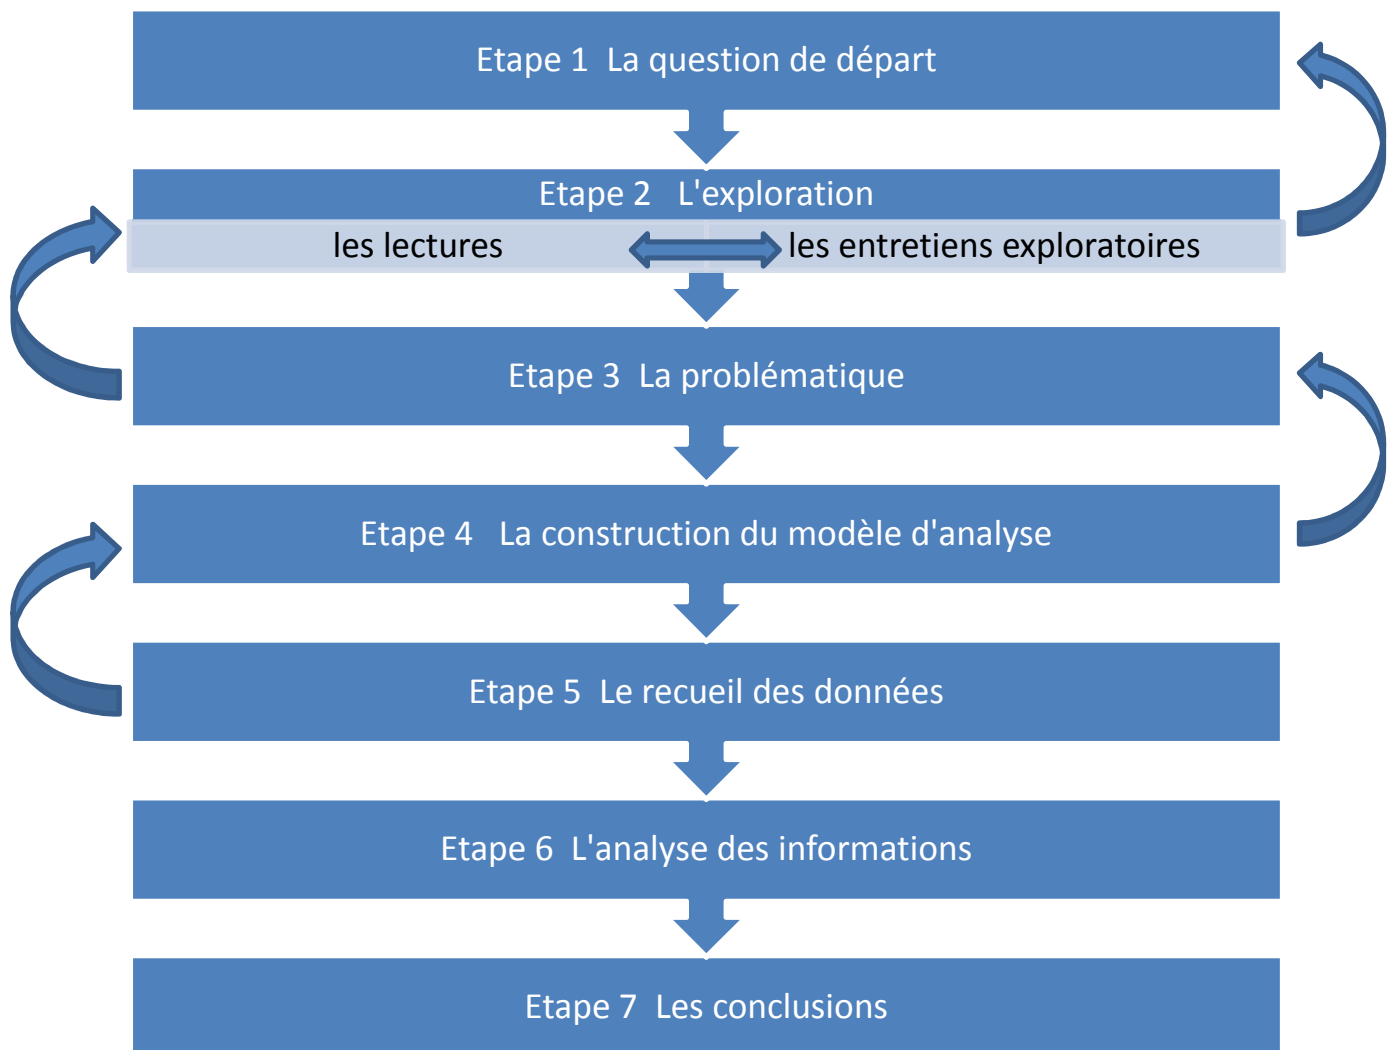 Etape 1 La question de départ
Etape 2 L'exploration
les lectures
les entretiens exploratoires
Etape 3 La problématique
Etape 4 La construction du modèle d'analyse
Etape 5 Le recueil des données
Etape 6 L'analyse des informations
Etape 7 Les conclusions